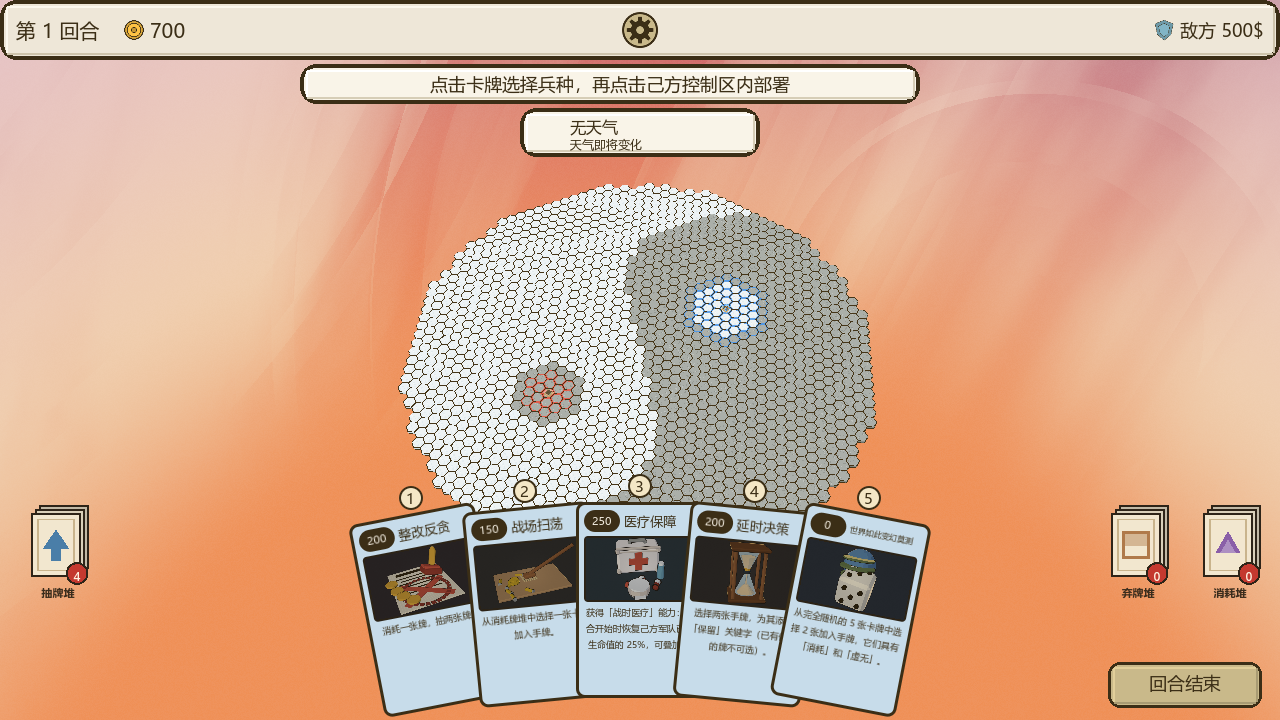 第 1 回合
700
敌方 500$
点击卡牌选择兵种，再点击己方控制区内部署
无天气
天气即将变化
1
2
3
4
5
200 整改反贪
消耗一张牌，抽两张牌
150 战场扫荡
从消耗牌堆中选择一张
加入手牌。
250 医疗保障
获得「战时医疗」能力：
合开始时恢复己方军队
生命值的 25%，可叠加
200 延时决策
选择两张手牌，为其添
「保留」关键字（已有
的牌不可选）。
0 世界如此变幻莫测
从完全随机的 5 张卡牌中选
择 2 张加入手牌，它们具有
「消耗」和「虚无」。
4
抽牌堆
0
弃牌堆
0
消耗堆
回合结束